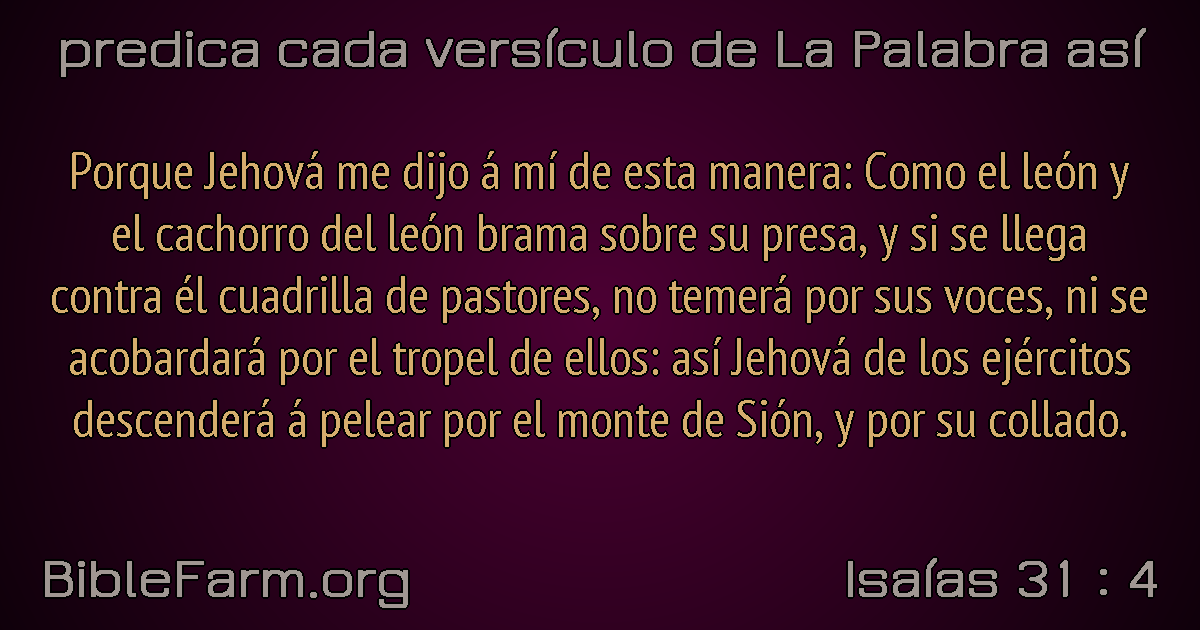 predica cada versículo de La Palabra así
Porque Jehová me dijo á mí de esta manera: Como el león y
el cachorro del león brama sobre su presa, y si se llega
contra él cuadrilla de pastores, no temerá por sus voces, ni se
acobardará por el tropel de ellos: así Jehová de los ejércitos
descenderá á pelear por el monte de Sión, y por su collado.
BibleFarm.org
Isaías 31 : 4